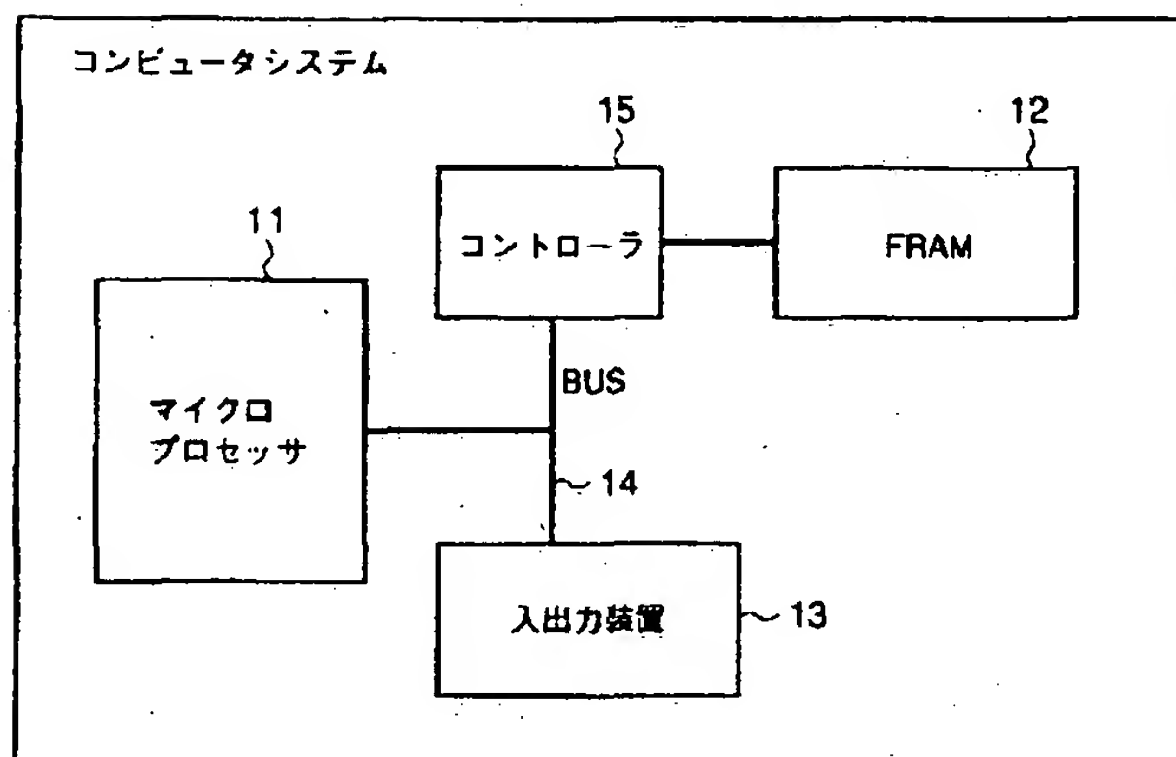 コンピュータシステム
15
12
コントローラ
FRAM
11
マイクロ
プロセッサ
BUS
14
入出力装置
13